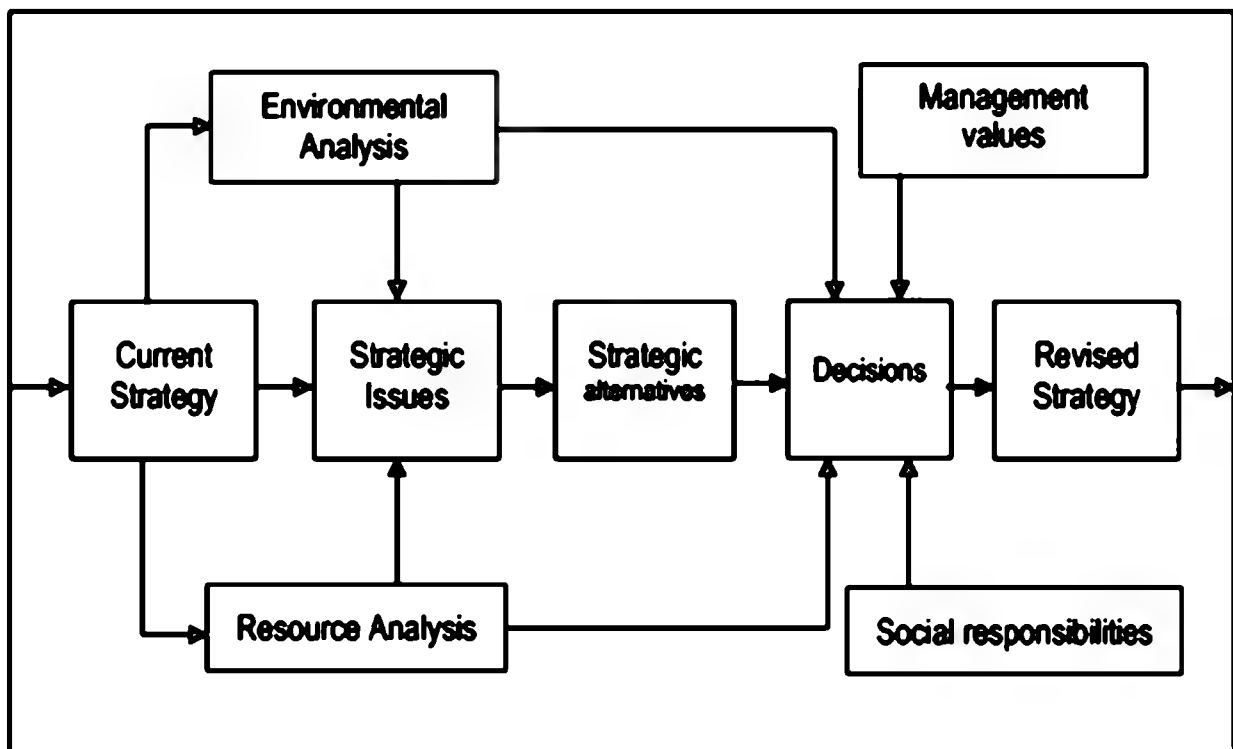 Environmental
Analysis
Management
values
Current
Strategy
Strategic
Issues
Strategic
alternatives
Decisions
Revised
Strategy
Resource Analysis
Social responsibilities